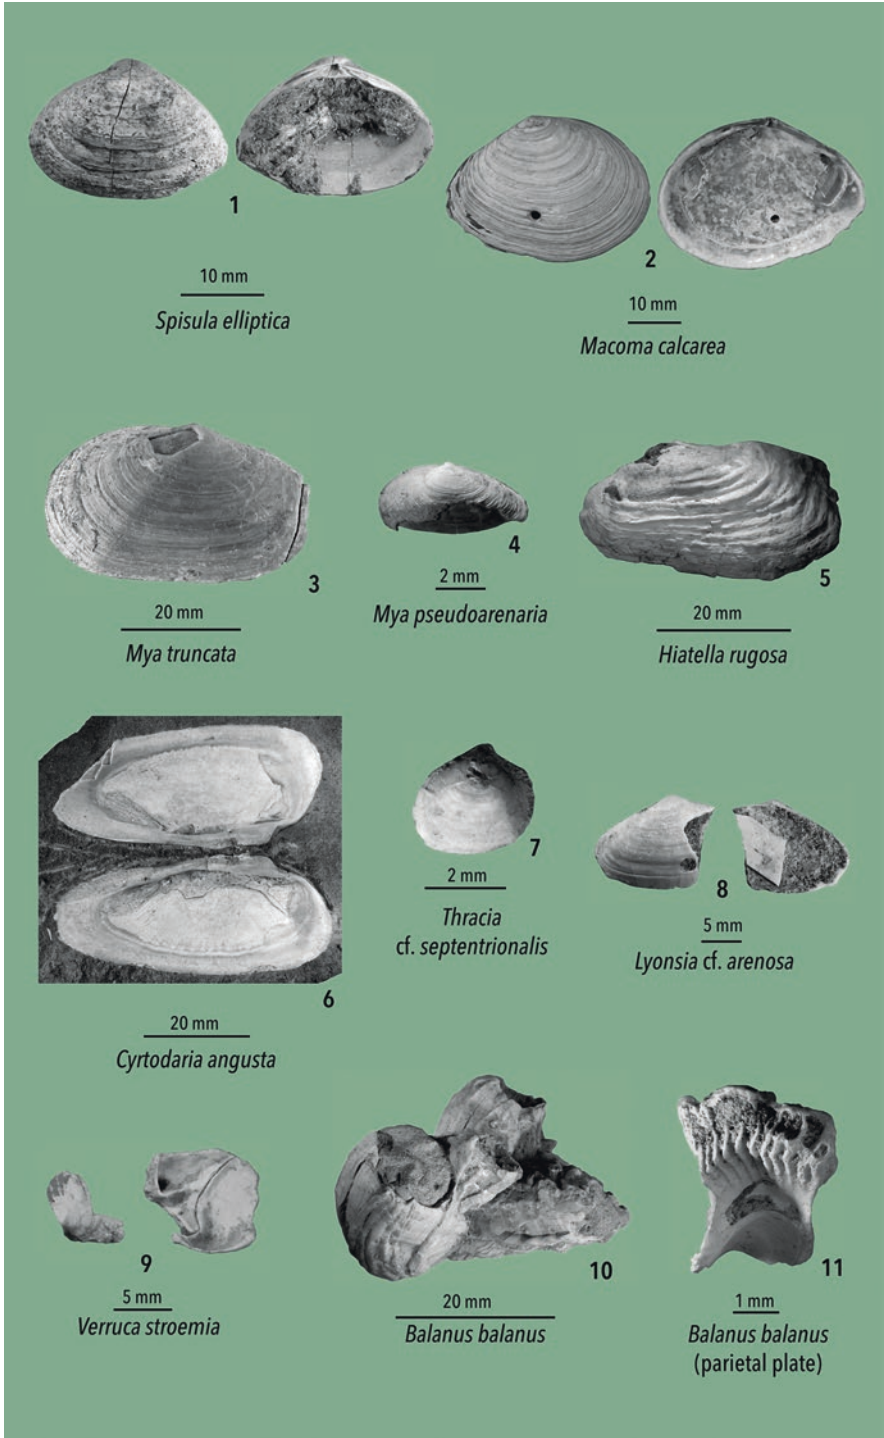 1
10 mm
Spisula elliptica
2
10 mm
Macoma calcarea
3
20 mm
Mya truncata
4
2 mm
Mya pseudoarenaria
5
20 mm
Hiatella rugosa
6
20 mm
Cyrtodaria angusta
7
2 mm
Thracia
cf. septentrionalis
8
5 mm
Lyonsia cf. arenosa
9
5 mm
Verruca stroemia
10
20 mm
Balanus balanus
11
1 mm
Balanus balanus
(parietal plate)